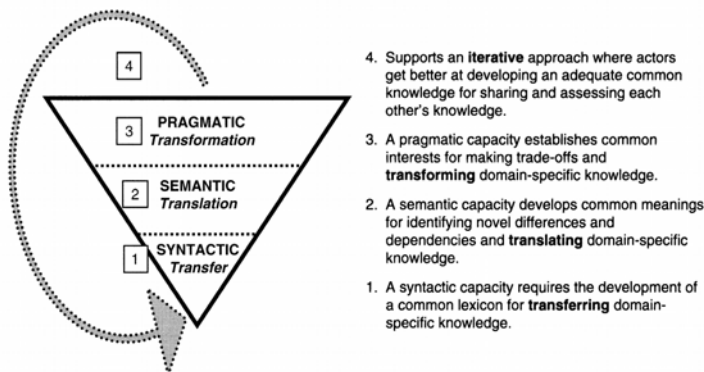 4
3
PRAGMATIC
Transformation
2
SEMANTIC
Translation
1
SYNTACTIC
Transfer
4. Supports an iterative approach where actors
get better at developing an adequate common
knowledge for sharing and assessing each
other's knowledge.
3. A pragmatic capacity establishes common
interests for making trade-offs and
transforming domain-specific knowledge.
2. A semantic capacity develops common meanings
for identifying novel differences and
dependencies and translating domain-specific
knowledge.
1. A syntactic capacity requires the development of
a common lexicon for transferring domain-
specific knowledge.